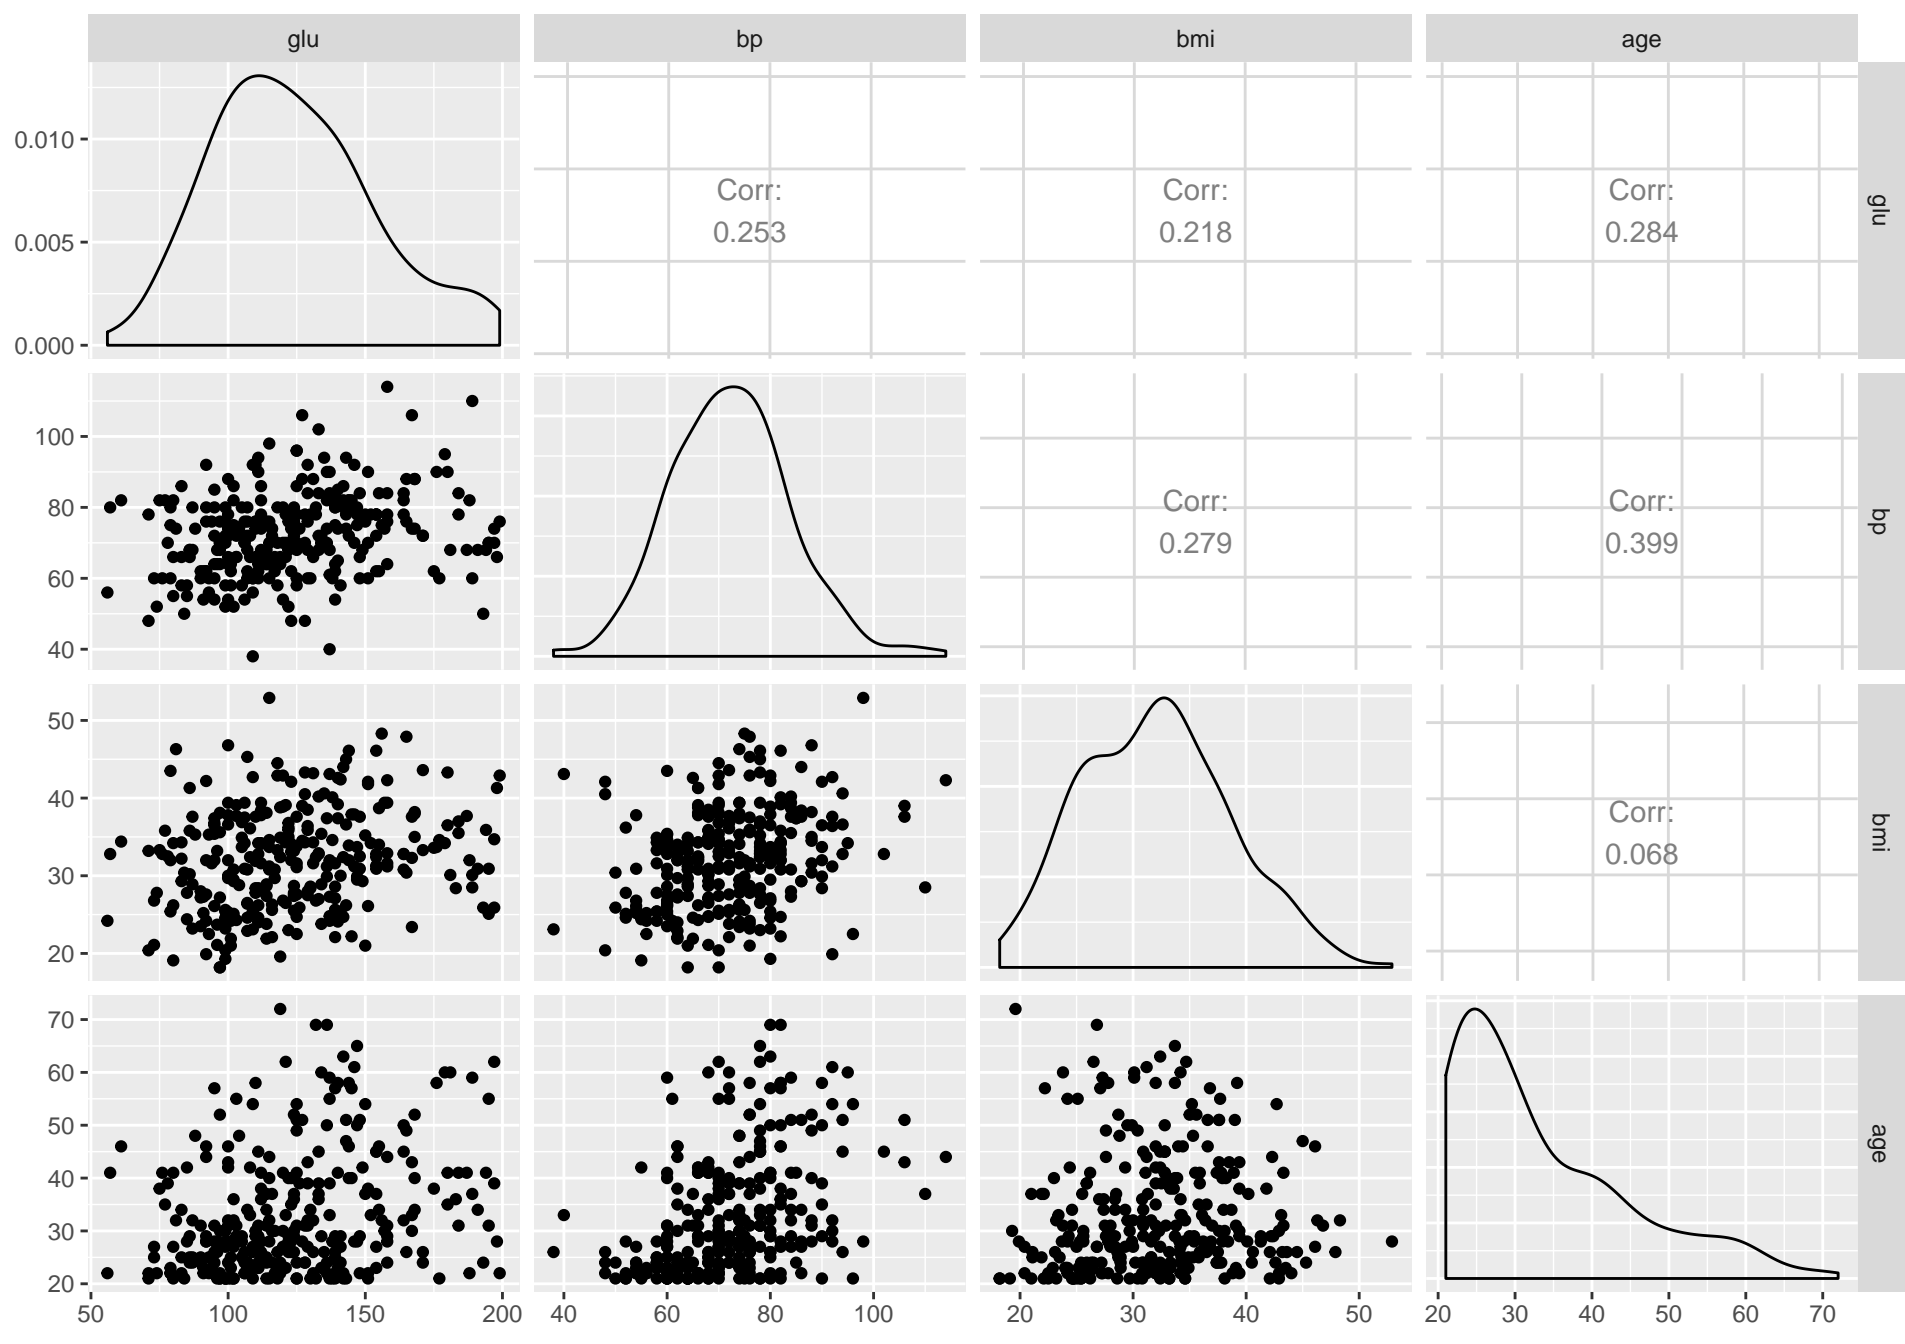 glu bp bmi age
0.010
0.005
0.000
Corr: Corr: Corr:
0.253 0.218 0.284
glu
100
80
60
40
Corr: Corr:
0.279 0.399
bp
50
40
30
20
Corr:
0.068
bmi
70
60
50
40
30
20
age
50 100 150 200 40 60 80 100 20 30 40 50 20 30 40 50 60 70